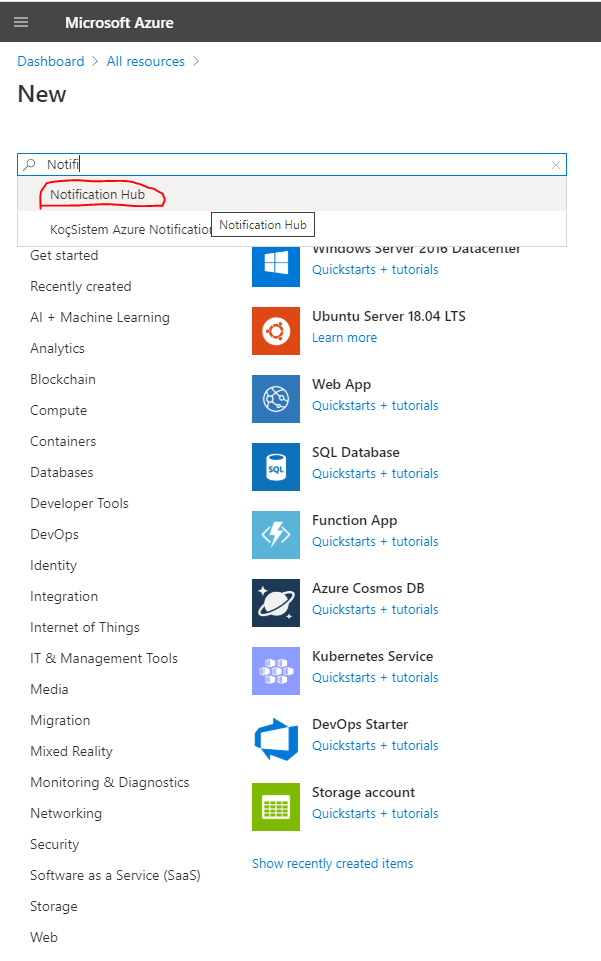 Microsoft Azure
Dashboard > All resources >
New
Notifi
Notification Hub
KoçSistem Azure Notification
Notification Hub
Get started
Recently created
AI + Machine Learning
Analytics
Blockchain
Compute
Containers
Databases
Developer Tools
DevOps
Identity
Integration
Internet of Things
IT & Management Tools
Media
Migration
Mixed Reality
Monitoring & Diagnostics
Networking
Security
Software as a Service (SaaS)
Storage
Web
Windows Server 2016 Datacenter
Quickstarts + tutorials
Ubuntu Server 18.04 LTS
Learn more
Web App
Quickstarts + tutorials
SQL
SQL Database
Quickstarts + tutorials
Function App
Quickstarts + tutorials
Azure Cosmos DB
Quickstarts + tutorials
Kubernetes Service
Quickstarts + tutorials
DevOps Starter
Quickstarts + tutorials
Storage account
Quickstarts + tutorials
Show recently created items